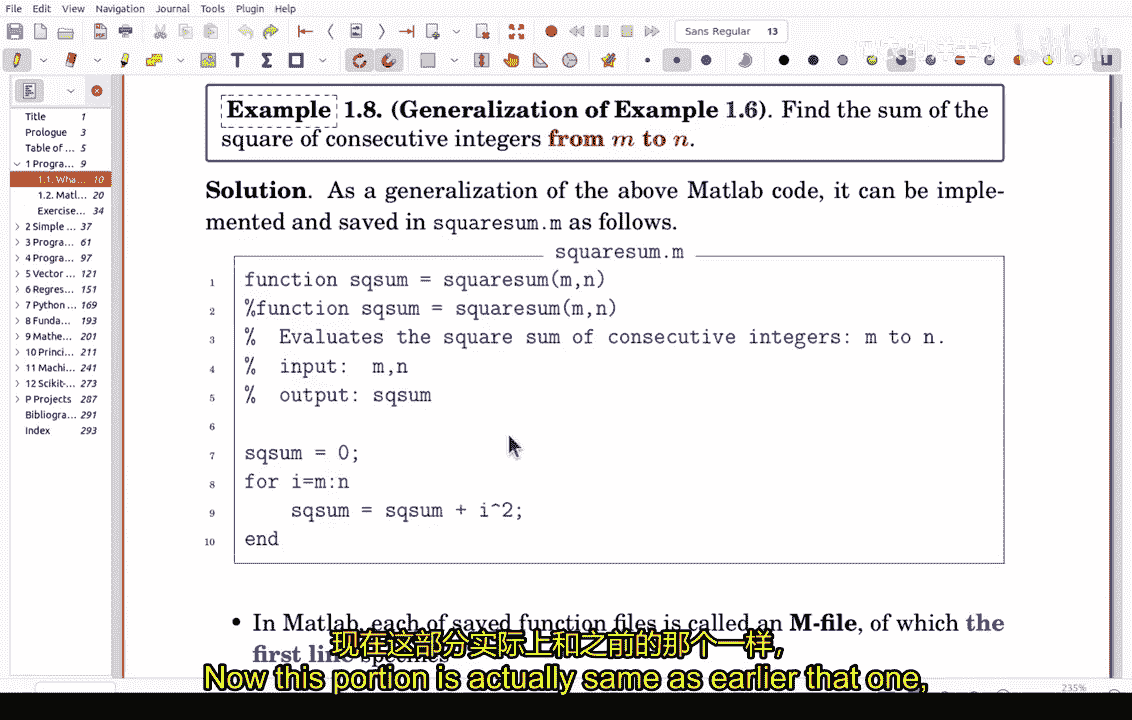 File Edit View Navigation Journal Tools Plugin Help
Sans Regular 13
Title 1
Prologue 3
Table of ... 5
1 Progra... 9
1.1. Wha... 10
1.2. Matl... 20
Exercise... 34
2 Simple ... 37
3 Progra... 61
4 Progra... 97
5 Vector ... 121
6 Regres... 151
7 Python ... 169
8 Funda... 193
9 Mathe... 201
10 Princi... 211
11 Machi... 241
12 Scikit-... 273
P Projects 287
Bibliogra... 291
Index 293
Example 1.8. (Generalization of Example 1.6). Find the sum of the
square of consecutive integers from m to n.
Solution. As a generalization of the above Matlab code, it can be imple-
mented and saved in squaresum.m as follows.
squaresum.m
1 function sqsum = squaresum(m,n)
2 %function sqsum = squaresum(m,n)
3 % Evaluates the square sum of consecutive integers: m to n.
4 % input: m,n
5 % output: sqsum
6
7 sqsum = 0;
8 for i=m:n
9 sqsum = sqsum + i^2;
10 end
• In Matlab, each of saved function files is called an M-file, of which the
first line specifies
现在这部分实际上和之前的那个一样,
Now this portion is actually same as earlier that one,
235%